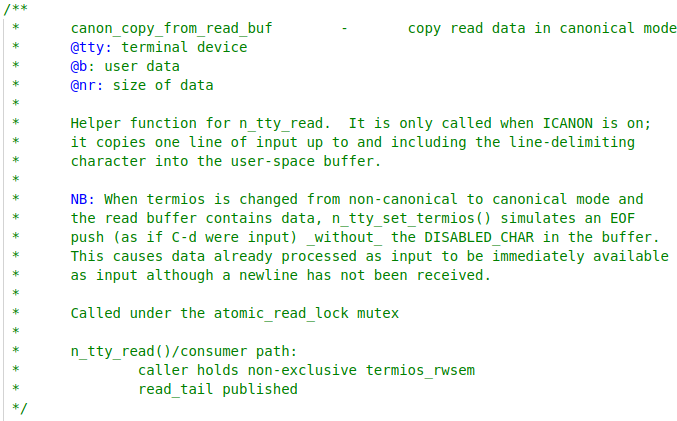 /**
 *	canon_copy_from_read_buf	-	copy read data in canonical mode
 *	@tty: terminal device
 *	@b: user data
 *	@nr: size of data
 *
 *	Helper function for n_tty_read.  It is only called when ICANON is on;
 *	it copies one line of input up to and including the line-delimiting
 *	character into the user-space buffer.
 *
 *	NB: When termios is changed from non-canonical to canonical mode and
 *	the read buffer contains data, n_tty_set_termios() simulates an EOF
 *	push (as if C-d were input) _without_ the DISABLED_CHAR in the buffer.
 *	This causes data already processed as input to be immediately available
 *	as input although a newline has not been received.
 *
 *	Called under the atomic_read_lock mutex
 *
 *	n_tty_read()/consumer path:
 *		caller holds non-exclusive termios_rwsem
 *		read_tail published
 */